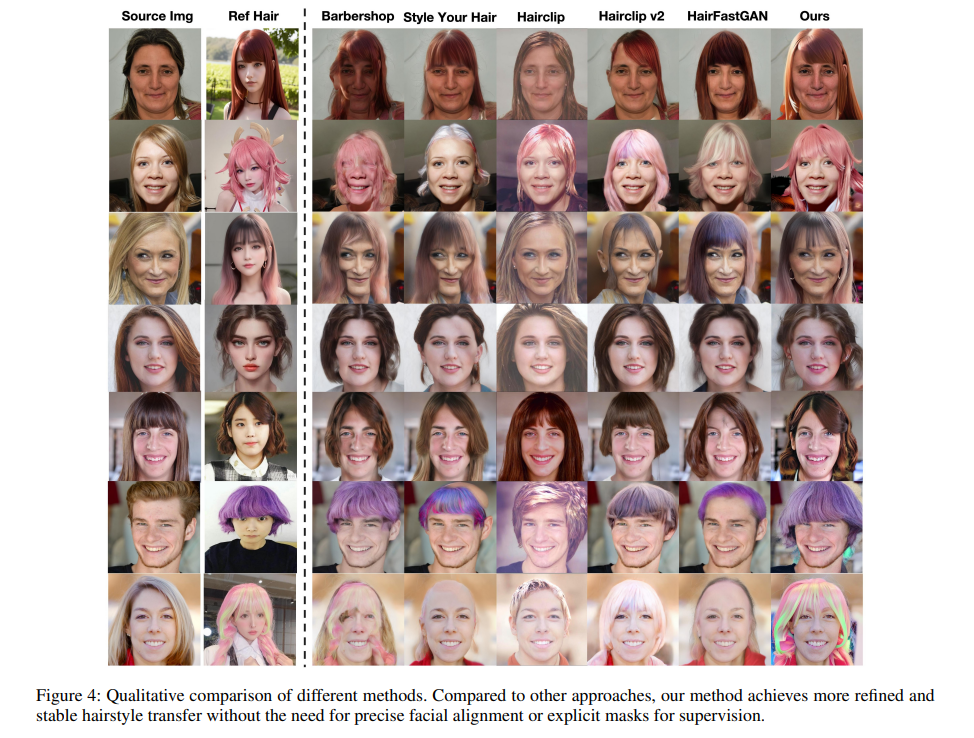 Source Img Ref Hair Barbershop Style Your Hair Hairclip Hairclip v2 HairFastGAN Ours
Figure 4: Qualitative comparison of different methods. Compared to other approaches, our method achieves more refined and
stable hairstyle transfer without the need for precise facial alignment or explicit masks for supervision.